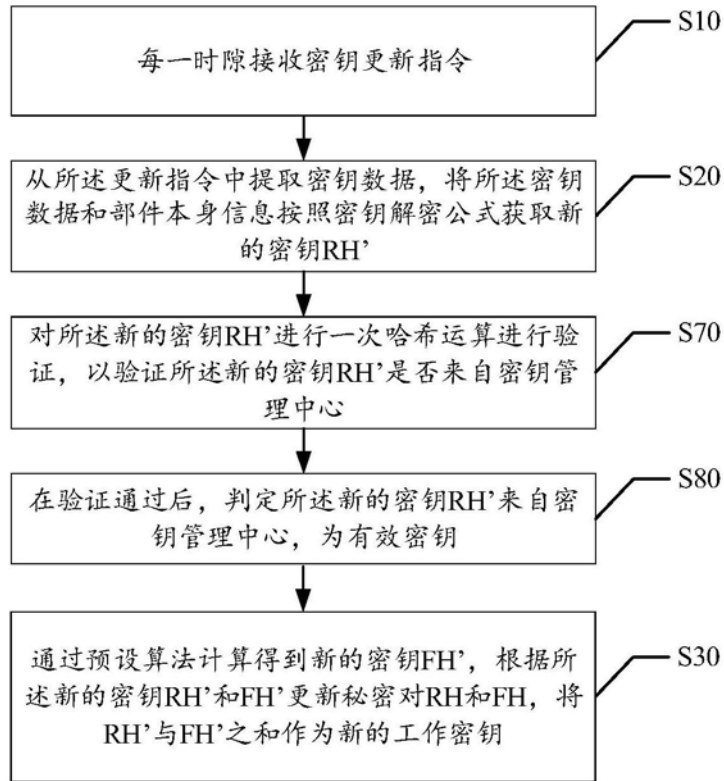 每一时隙接收密钥更新指令
S10
从所述更新指令中提取密钥数据，将所述密钥
数据和部件本身信息按照密钥解密公式获取新
的密钥RH’
S20
对所述新的密钥RH’进行一次哈希运算进行验
证，以验证所述新的密钥RH’是否来自密钥管
理中心
S70
在验证通过后，判定所述新的密钥RH’来自密
钥管理中心，为有效密钥
S80
通过预设算法计算得到新的密钥FH’，根据所
述新的密钥RH’和FH’更新秘密对RH和FH，将
RH’与FH’之和作为新的工作密钥
S30